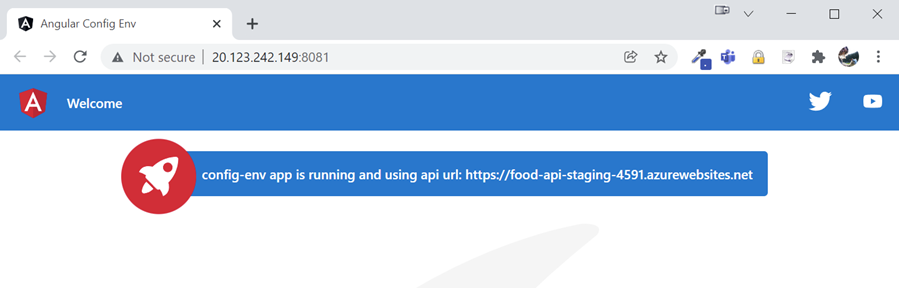 Angular Config Env
Not secure | 20.123.242.149:8081
Welcome
config-env app is running and using api url: https://food-api-staging-4591.azurewebsites.net